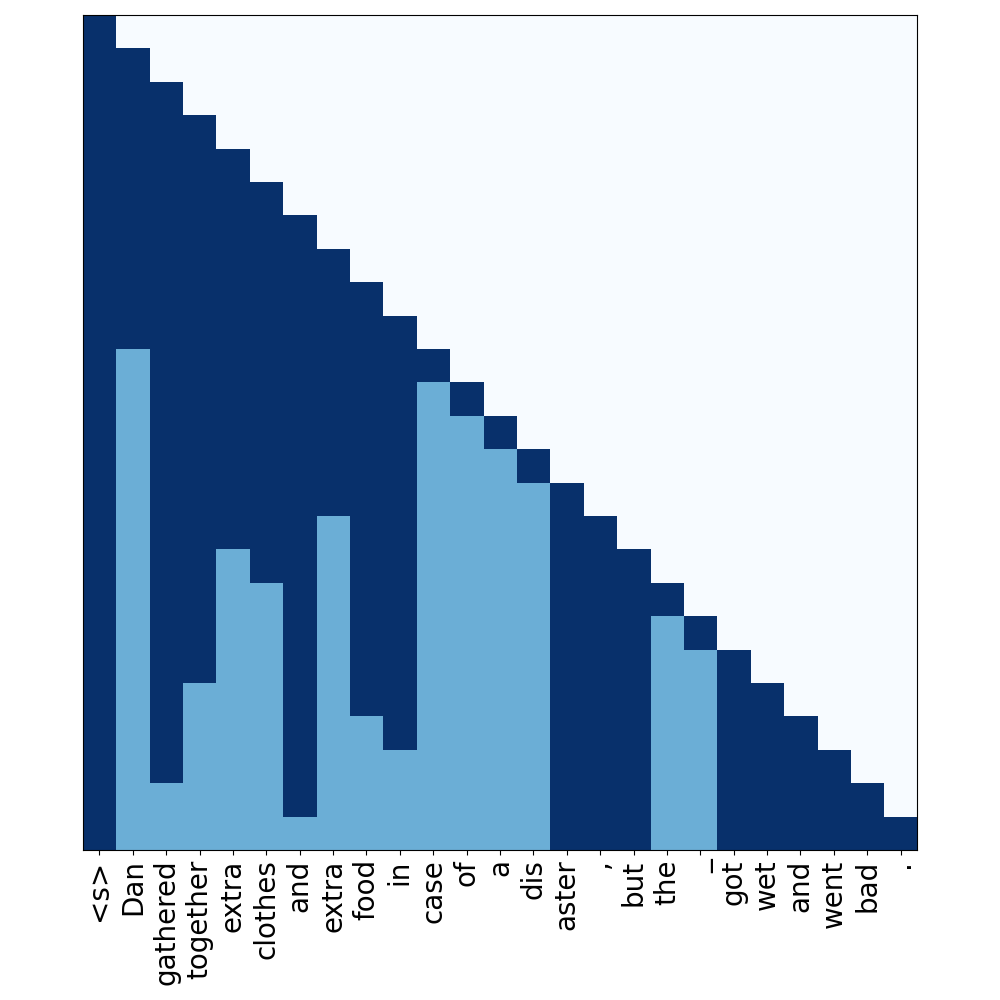 <s> Dan gathered together extra clothes and extra food in case of a dis aster , but the _ got wet and went bad .